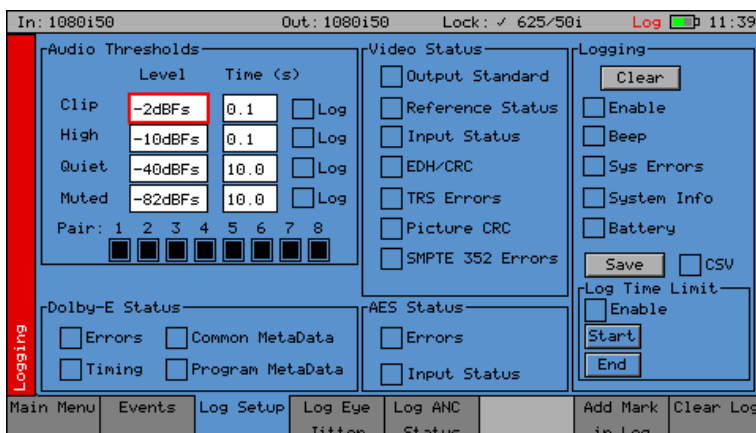 In: 1080i50 Out: 1080i50 Lock: ✓ 625/50i Log 11:39
Logging
Audio Thresholds
Level Time (s)
Clip -2dBFs 0.1 Log
High -10dBFs 0.1 Log
Quiet -40dBFs 10.0 Log
Muted -82dBFs 10.0 Log
Pair: 1 2 3 4 5 6 7 8
Dolby-E Status
Errors Common MetaData
Timing Program MetaData
Video Status
Output Standard
Reference Status
Input Status
EDH/CRC
TRS Errors
Picture CRC
SMPTE 352 Errors
AES Status
Errors
Input Status
Logging
Clear
Enable
Beep
Sys Errors
System Info
Battery
Save CSV
Log Time Limit
Enable
Start
End
Main Menu Events Log Setup Log Eye Log ANC Add Mark Clear Log
Jitter Status in Log